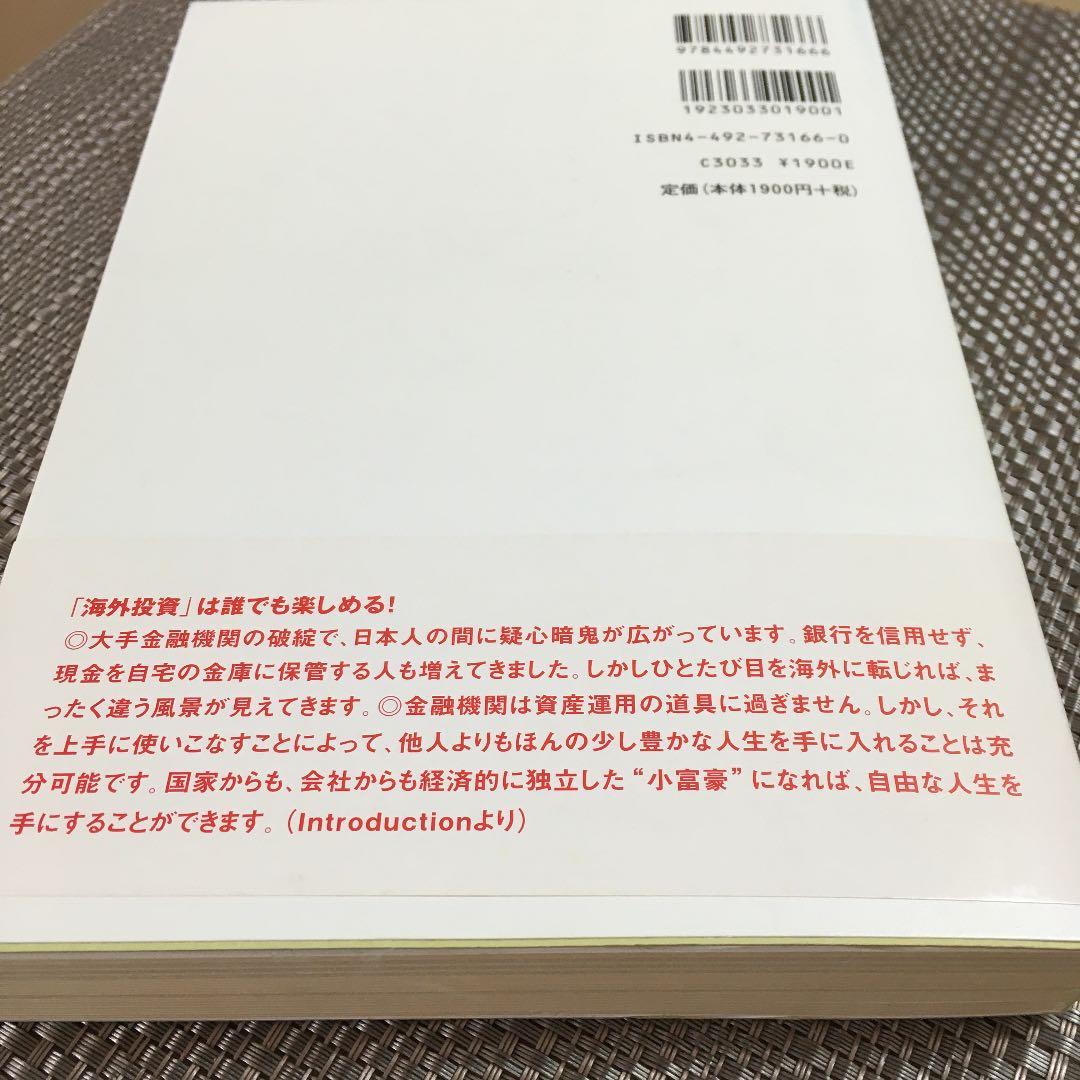 9784492731666
1923033019001
ISBN4-492-73166-0
C3033 ¥1900E
定価(本体1900円+税)
「海外投資」は誰でも楽しめる!
◎大手金融機関の破綻で、日本人の間に疑心暗鬼が広がっています。銀行を信用せず、
現金を自宅の金庫に保管する人も増えてきました。しかしひとたび目を海外に転じれば、ま
ったく違う風景が見えてきます。◎金融機関は資産運用の道具に過ぎません。しかし、それ
を上手に使いこなすことによって、他人よりもほんの少し豊かな人生を手に入れることは充
分可能です。国家からも、会社からも経済的に独立した“小富豪”になれば、自由な人生を
手にすることができます。(Introductionより)